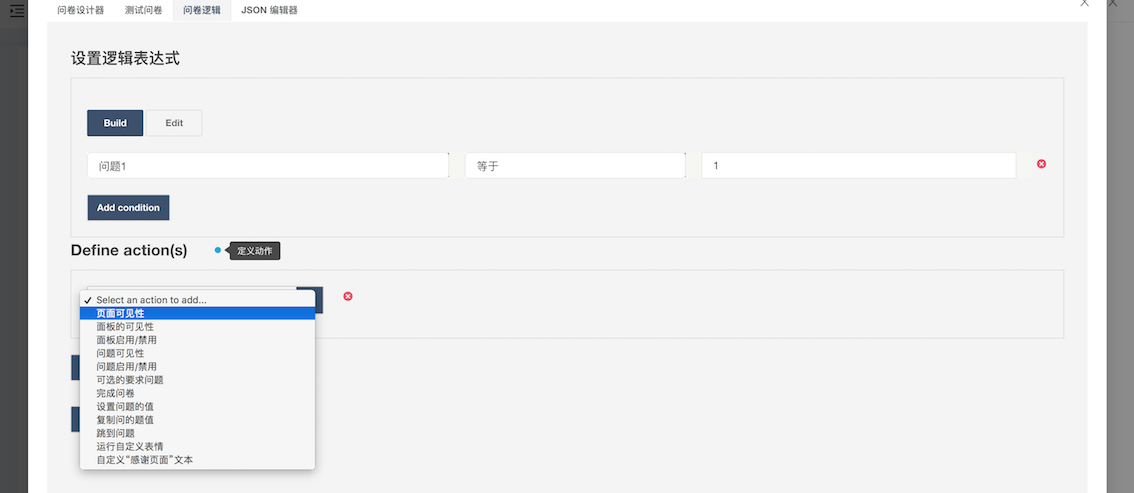 问卷设计器 测试问卷 问卷逻辑 JSON 编辑器
设置逻辑表达式
Build Edit
问题1 等于 1
Add condition
Define action(s) 定义动作
✓ Select an action to add...
页面可见性
面板的可见性
面板启用/禁用
问题可见性
问题启用/禁用
可选的要求问题
完成问卷
设置问题的值
复制问的题值
跳到问题
运行自定义表情
自定义“感谢页面”文本